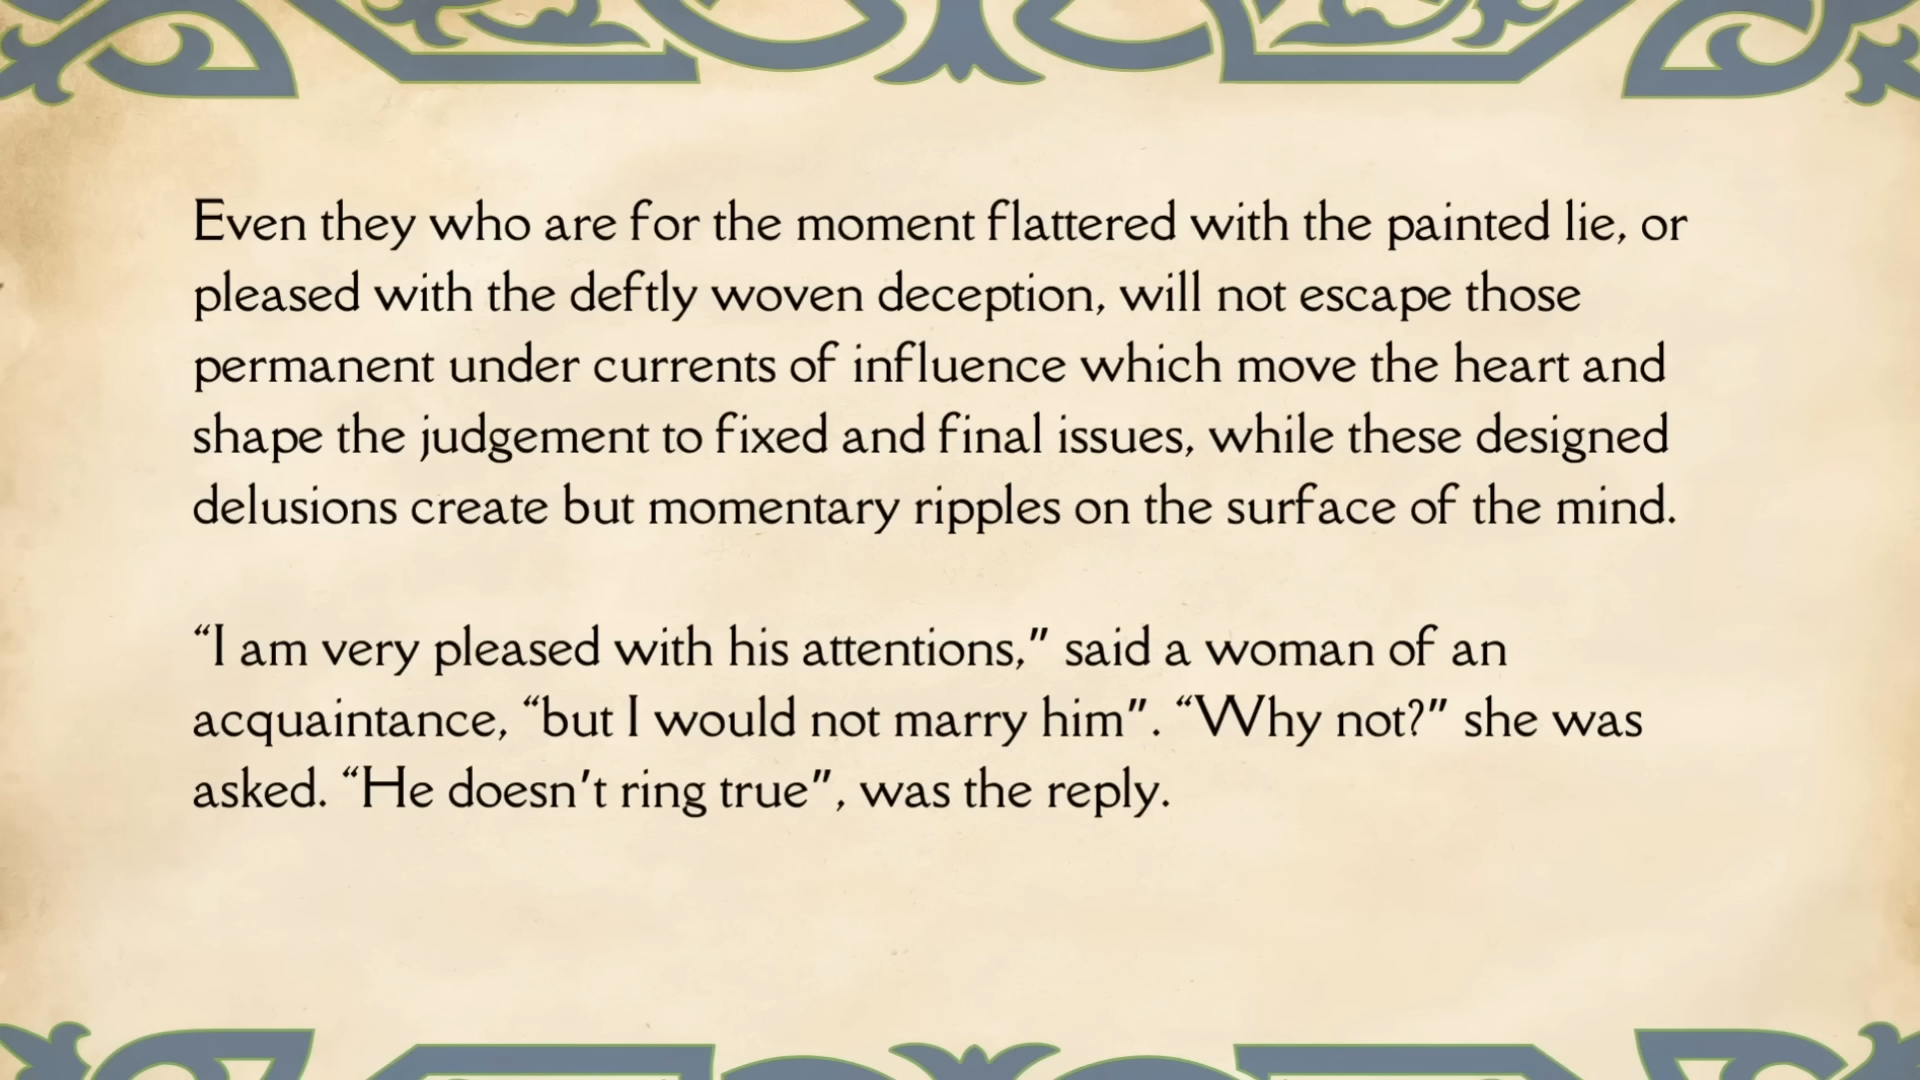 Even they who are for the moment flattered with the painted lie, or
pleased with the deftly woven deception, will not escape those
permanent under currents of influence which move the heart and
shape the judgement to fixed and final issues, while these designed
delusions create but momentary ripples on the surface of the mind.
“I am very pleased with his attentions,” said a woman of an
acquaintance, “but I would not marry him”. “Why not?” she was
asked. “He doesn't ring true”, was the reply.